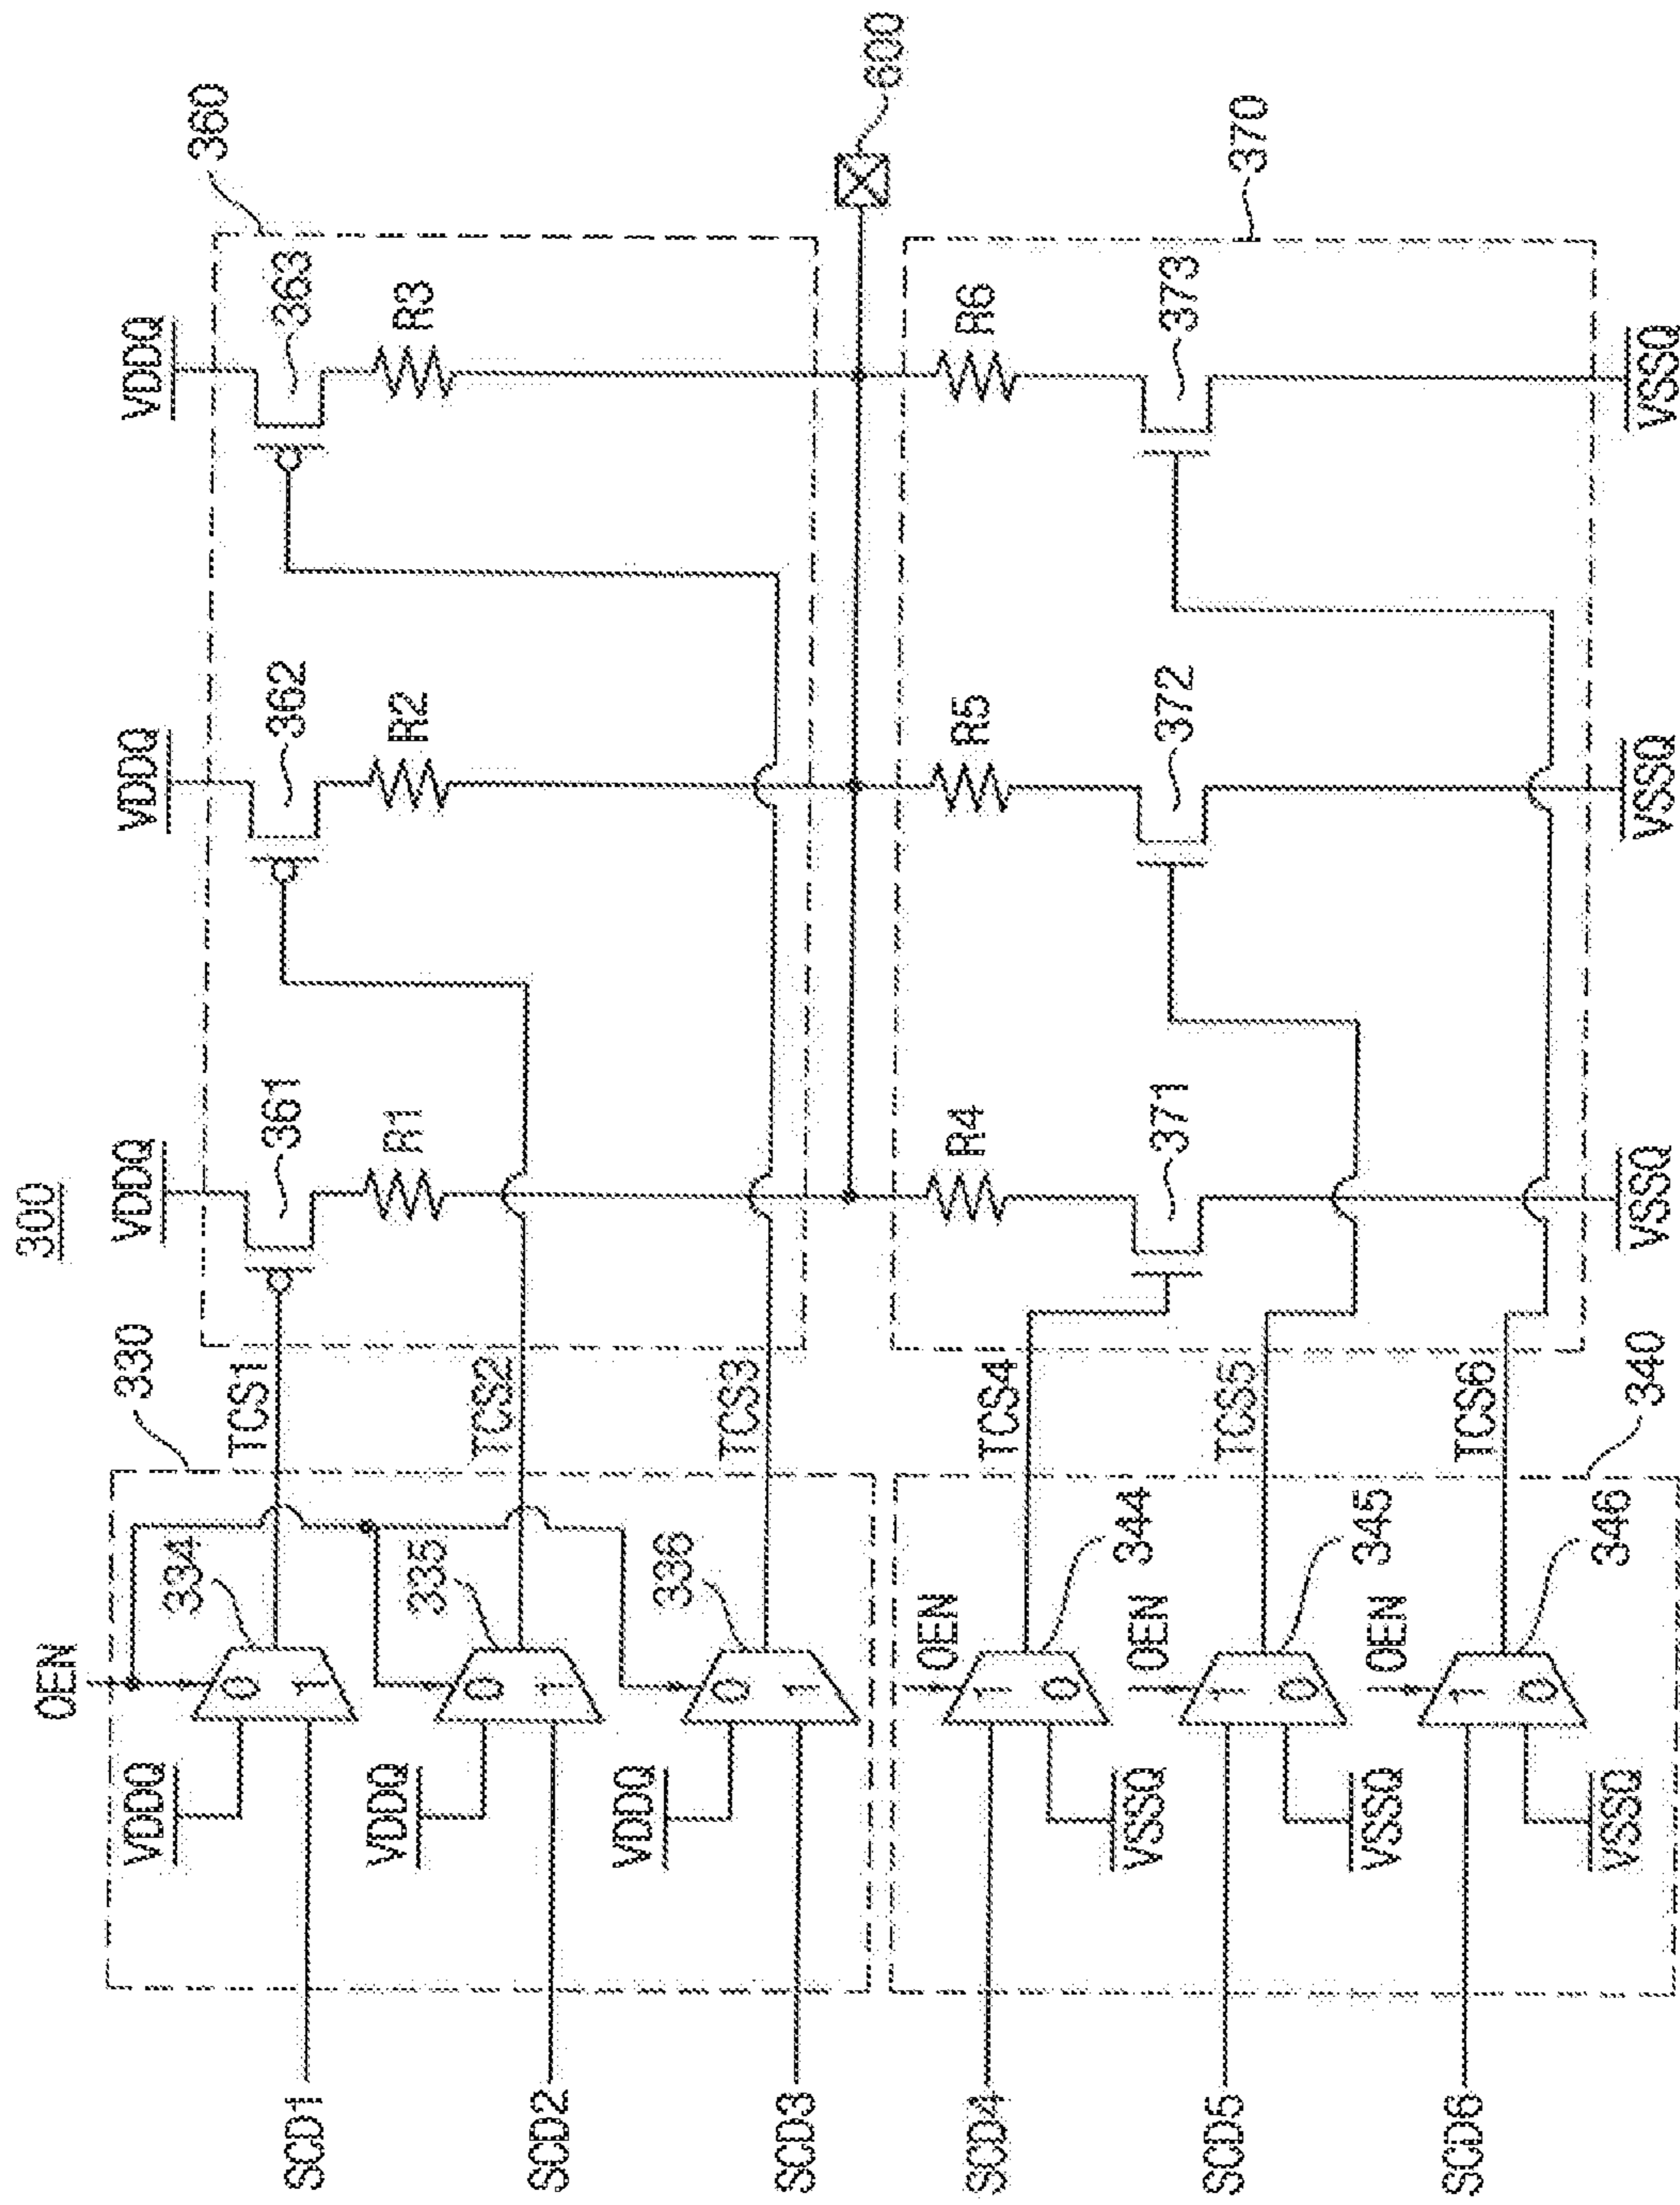 300
VDDQ VDDQ VDDQ
330 360
OEN
VDDQ 334 TCS1 361 362 363
0
1
SCD1
R1 R2 R3
VDDQ 335 TCS2
0
1
SCD2
VDDQ 336 TCS3
0
1
SCD3
600
OEN TCS4
1
0
SCD4
R4 R5 R6
VSSQ 344 371 372 373 370
OEN TCS5
1
0
SCD5
VSSQ 345
OEN TCS6
1
0
SCD6
VSSQ 346
340
VSSQ VSSQ VSSQ